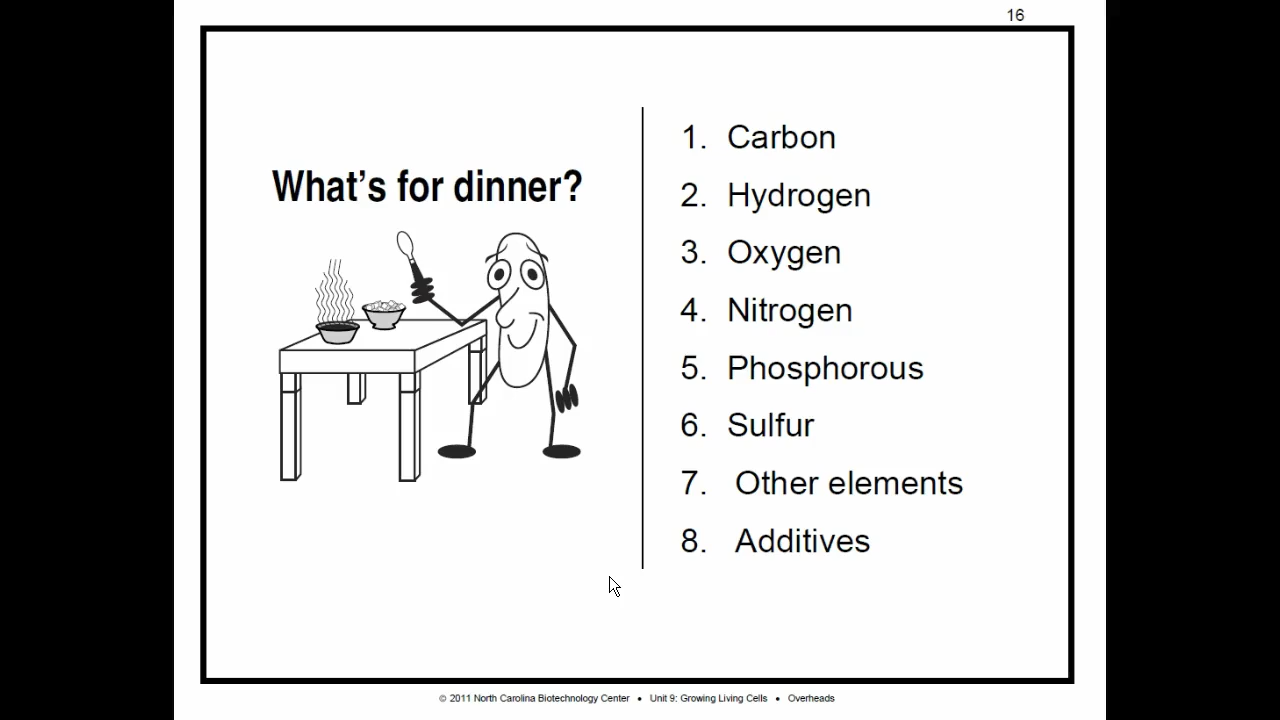 16
What's for dinner?
1. Carbon
2. Hydrogen
3. Oxygen
4. Nitrogen
5. Phosphorous
6. Sulfur
7. Other elements
8. Additives
© 2011 North Carolina Biotechnology Center • Unit 9: Growing Living Cells • Overheads